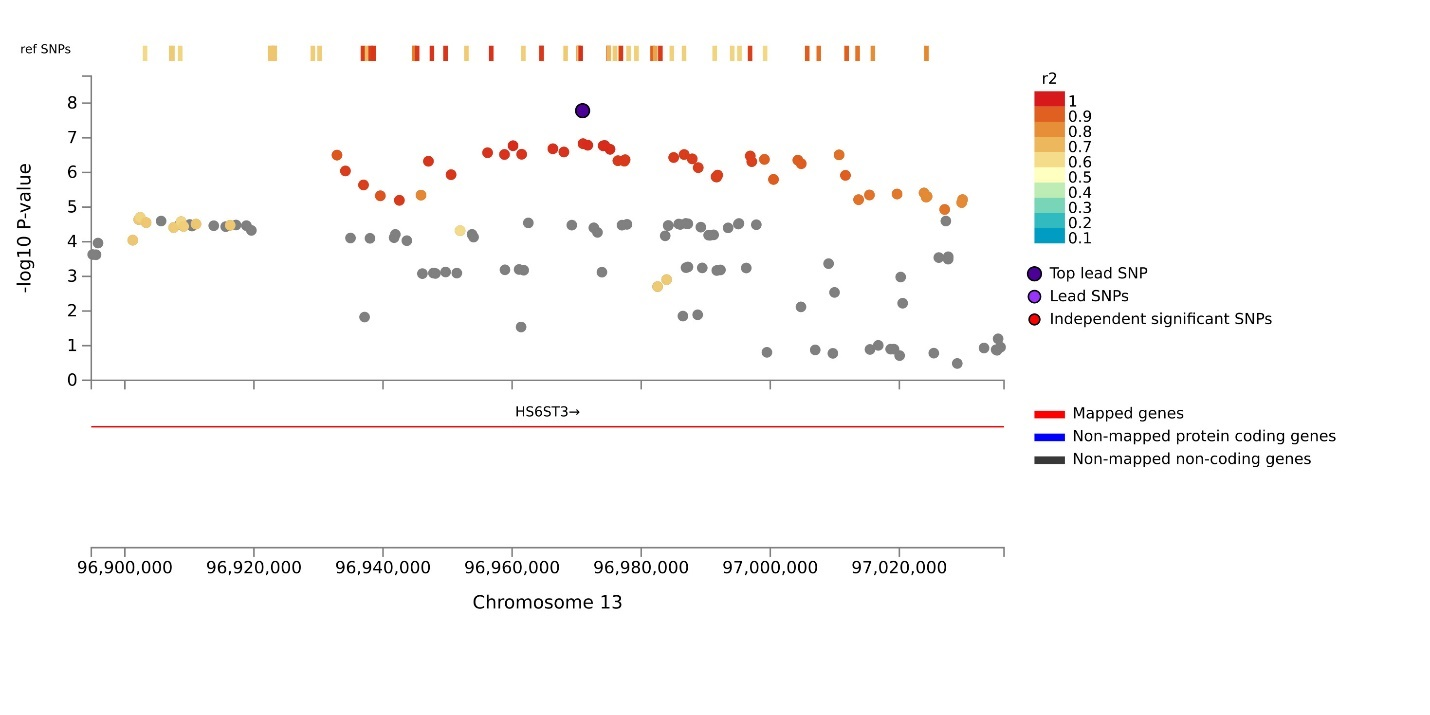 ref SNPs
r2
8
7
6
5
4
3
2
1
0
-log10 P-value
1
0.9
0.8
0.7
0.6
0.5
0.4
0.3
0.2
0.1
Top lead SNP
Lead SNPs
Independent significant SNPs
HS6ST3→
Mapped genes
Non-mapped protein coding genes
Non-mapped non-coding genes
96,900,000 96,920,000 96,940,000 96,960,000 96,980,000 97,000,000 97,020,000
Chromosome 13